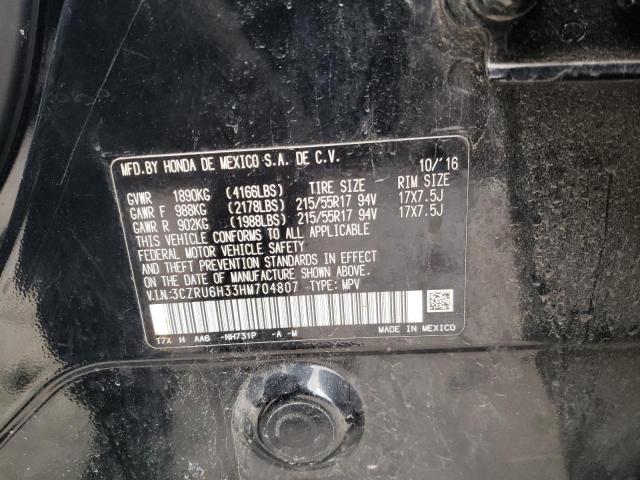 MFD.BY HONDA DE MEXICO S.A. DE C.V. 10/'16
GVWR 1890KG (4166LBS) TIRE SIZE RIM SIZE
GAWR F 988KG (2178LBS) 215/55R17 94V 17X7.5J
GAWR R 902KG (1988LBS) 215/55R17 94V 17X7.5J
THIS VEHICLE CONFORMS TO ALL APPLICABLE
FEDERAL MOTOR VEHICLE SAFETY
AND THEFT PREVENTION STANDARDS IN EFFECT
ON THE DATE OF MANUFACTURE SHOWN ABOVE.
V.I.N.:3CZRU6H33HM704807 TYPE: MPV
T7X H AA6 -NH731P -A -M MADE IN MEXICO